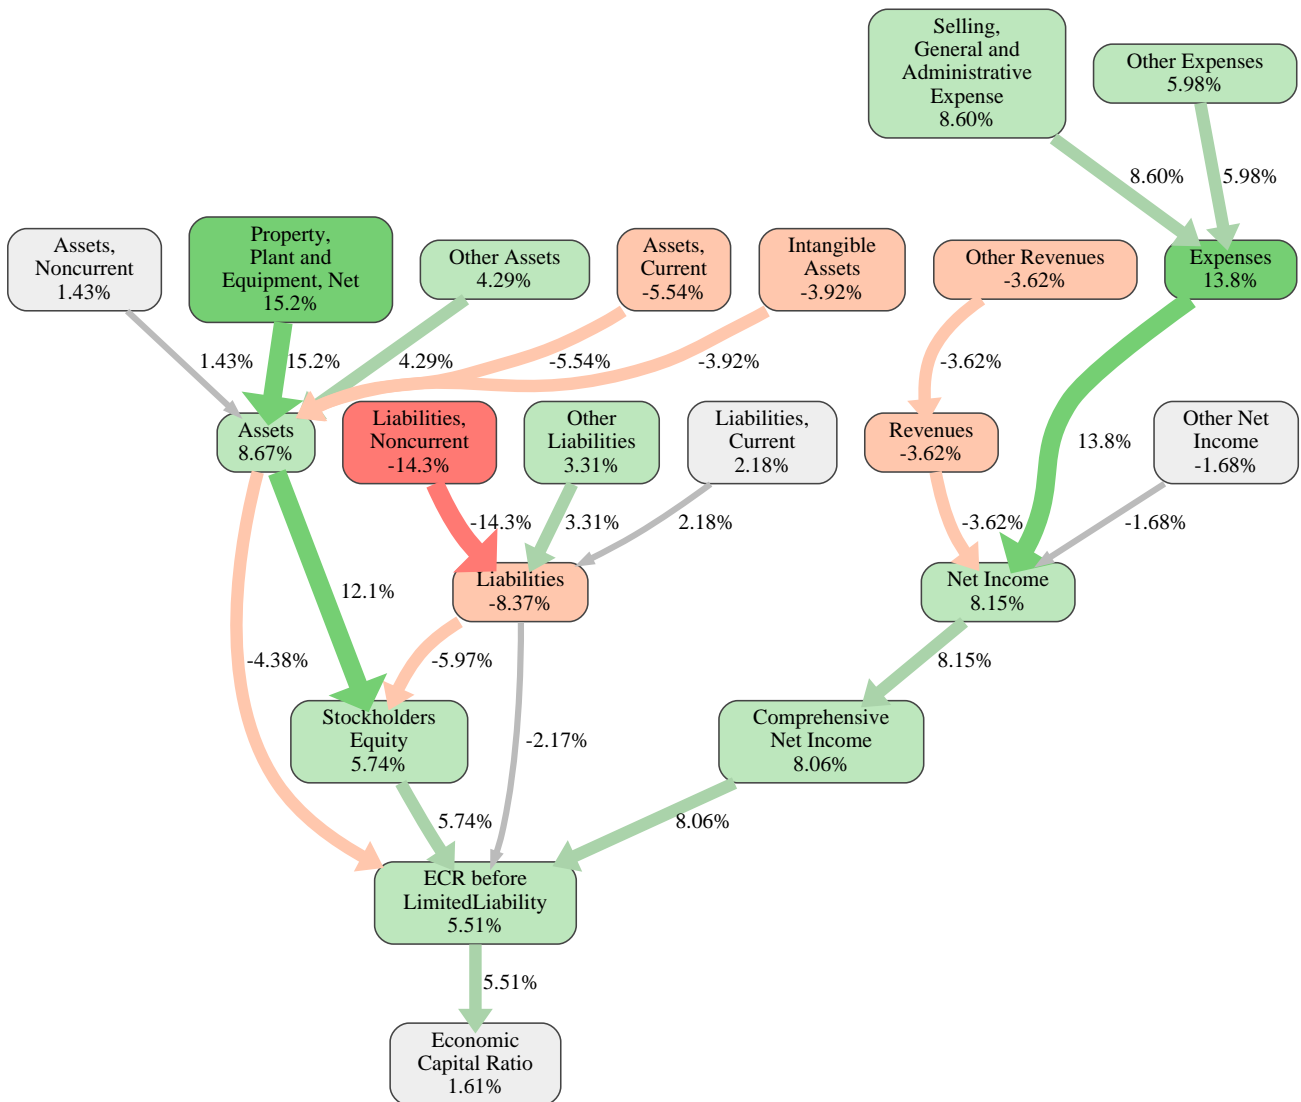 Selling,
General and
Administrative
Expense
8.60%
Other Expenses
5.98%
8.60%
5.98%
Assets,
Noncurrent
1.43%
Property,
Plant and
Equipment, Net
15.2%
Other Assets
4.29%
Assets,
Current
-5.54%
Intangible
Assets
-3.92%
Other Revenues
-3.62%
Expenses
13.8%
1.43%
15.2%
4.29%
-5.54%
-3.92%
-3.62%
13.8%
Assets
8.67%
Liabilities,
Noncurrent
-14.3%
Other
Liabilities
3.31%
Liabilities,
Current
2.18%
Revenues
-3.62%
Other Net
Income
-1.68%
-14.3%
3.31%
2.18%
-3.62%
-1.68%
Liabilities
-8.37%
Net Income
8.15%
12.1%
-4.38%
-5.97%
8.15%
Stockholders
Equity
5.74%
-2.17%
Comprehensive
Net Income
8.06%
5.74%
8.06%
ECR before
LimitedLiability
5.51%
5.51%
Economic
Capital Ratio
1.61%